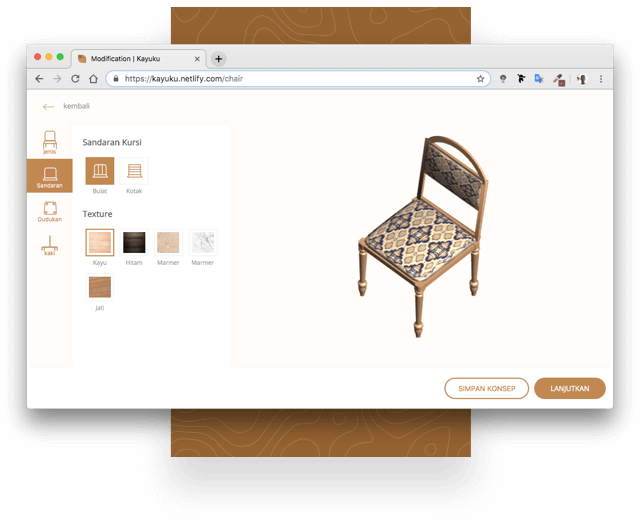 Modification | Kayuku
https://kayuku.netlify.com/chair
kembali
jenis
Sandaran
Dudukan
kaki
Sandaran Kursi
Bulat
Kotak
Texture
Kayu
Hitam
Marmer
Marmer
Jati
SIMPAN KONSEP
LANJUTKAN